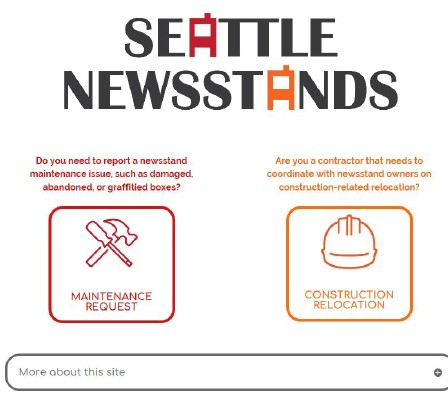 SEATTLE
NEWSSTANDS
Do you need to report a newsstand
maintenance issue, such as damaged,
abandoned, or graffitied boxes?
Are you a contractor that needs to
coordinate with newsstand owners on
construction-related relocation?
MAINTENANCE
REQUEST
CONSTRUCTION
RELOCATION
More about this site